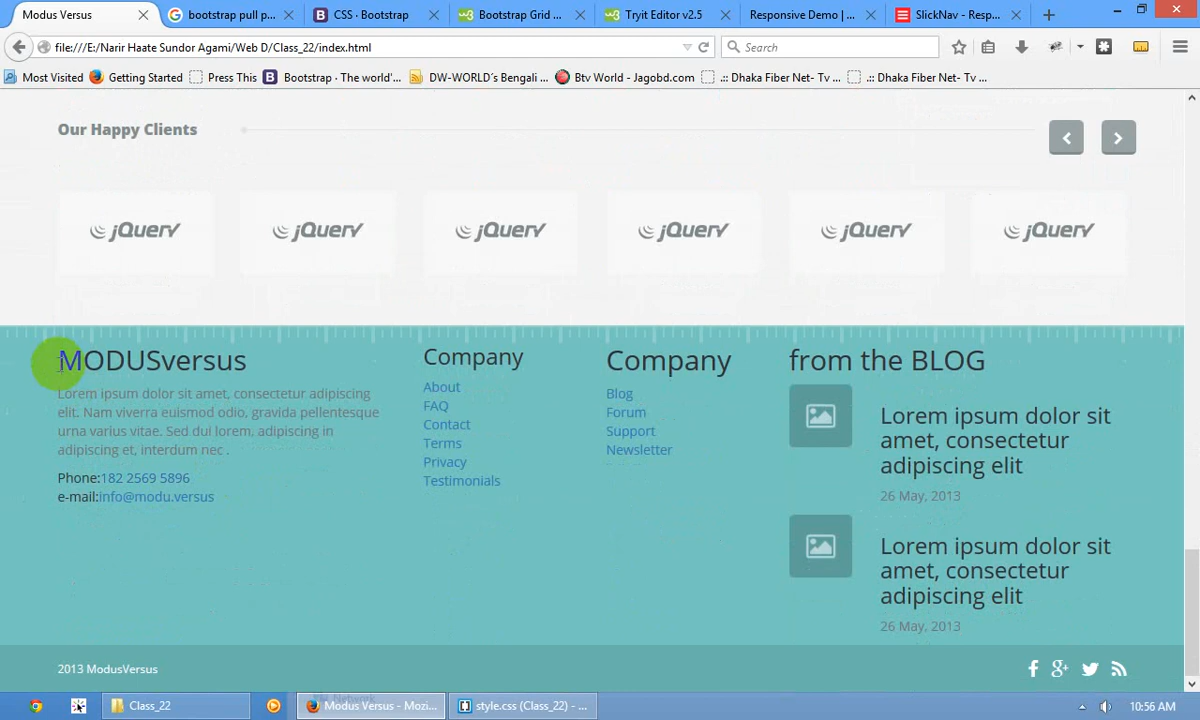 Modus Versus
bootstrap pull p...
CSS · Bootstrap
Bootstrap Grid ...
Tryit Editor v2.5
Responsive Demo | ...
SlickNav - Resp...
file:///E:/Narir Haate Sundor Agami/Web D/Class_22/index.html
Search
Most Visited
Getting Started
Press This
Bootstrap · The world'...
DW-WORLD´s Bengali ...
Btv World - Jagobd.com
.:: Dhaka Fiber Net- Tv ...
.:: Dhaka Fiber Net- Tv ...
Our Happy Clients
jQuery
jQuery
jQuery
jQuery
jQuery
jQuery
MODUSversus
Lorem ipsum dolor sit amet, consectetur adipiscing
elit. Nam viverra euismod odio, gravida pellentesque
urna varius vitae. Sed dui lorem, adipiscing in
adipiscing et, interdum nec .
Phone:182 2569 5896
e-mail:info@modu.versus
Company
About
FAQ
Contact
Terms
Privacy
Testimonials
Company
Blog
Forum
Support
Newsletter
from the BLOG
Lorem ipsum dolor sit
amet, consectetur
adipiscing elit
26 May, 2013
Lorem ipsum dolor sit
amet, consectetur
adipiscing elit
26 May, 2013
2013 ModusVersus
Network
Class_22
Modus Versus - Mozi...
style.css (Class_22) - ...
10:56 AM